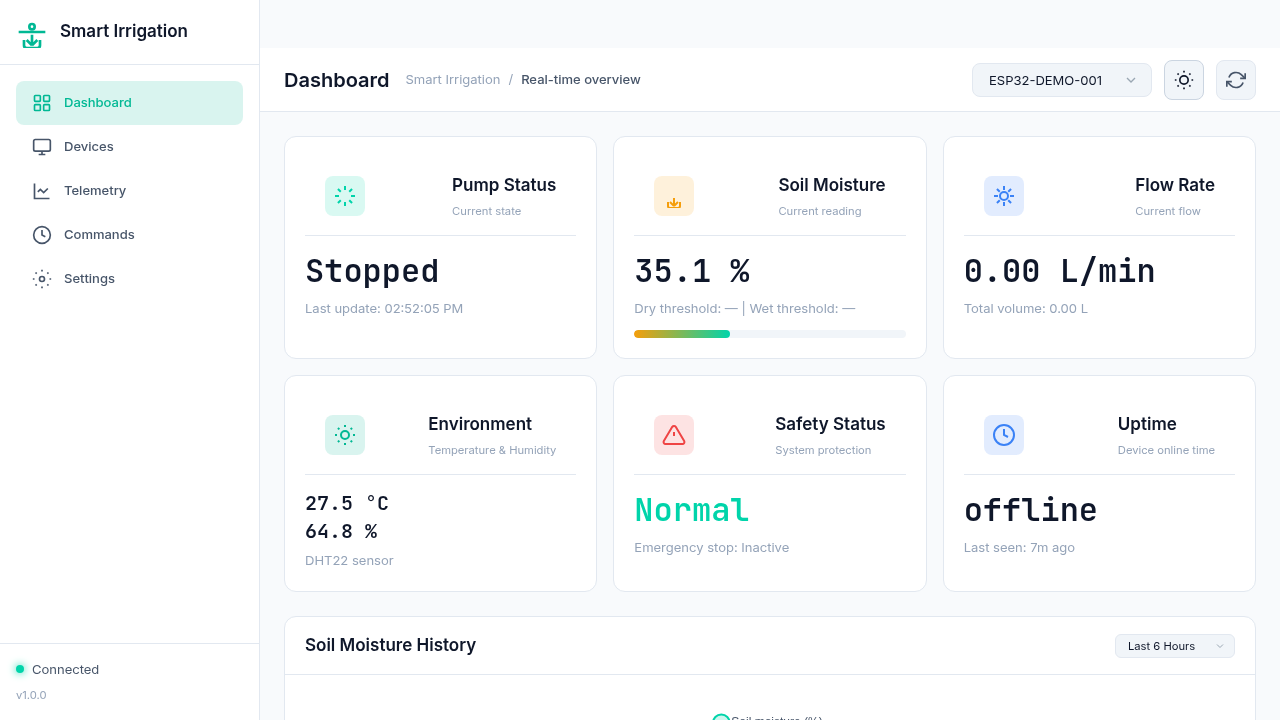 Smart Irrigation
Dashboard
Devices
Telemetry
Commands
Settings
Connected
v1.0.0
Dashboard
Smart Irrigation / Real-time overview
ESP32-DEMO-001
Pump Status
Current state
Stopped
Last update: 02:52:05 PM
Soil Moisture
Current reading
35.1 %
Dry threshold: — | Wet threshold: —
Flow Rate
Current flow
0.00 L/min
Total volume: 0.00 L
Environment
Temperature & Humidity
27.5 °C
64.8 %
DHT22 sensor
Safety Status
System protection
Normal
Emergency stop: Inactive
Uptime
Device online time
offline
Last seen: 7m ago
Soil Moisture History
Last 6 Hours
Soil moisture (%)